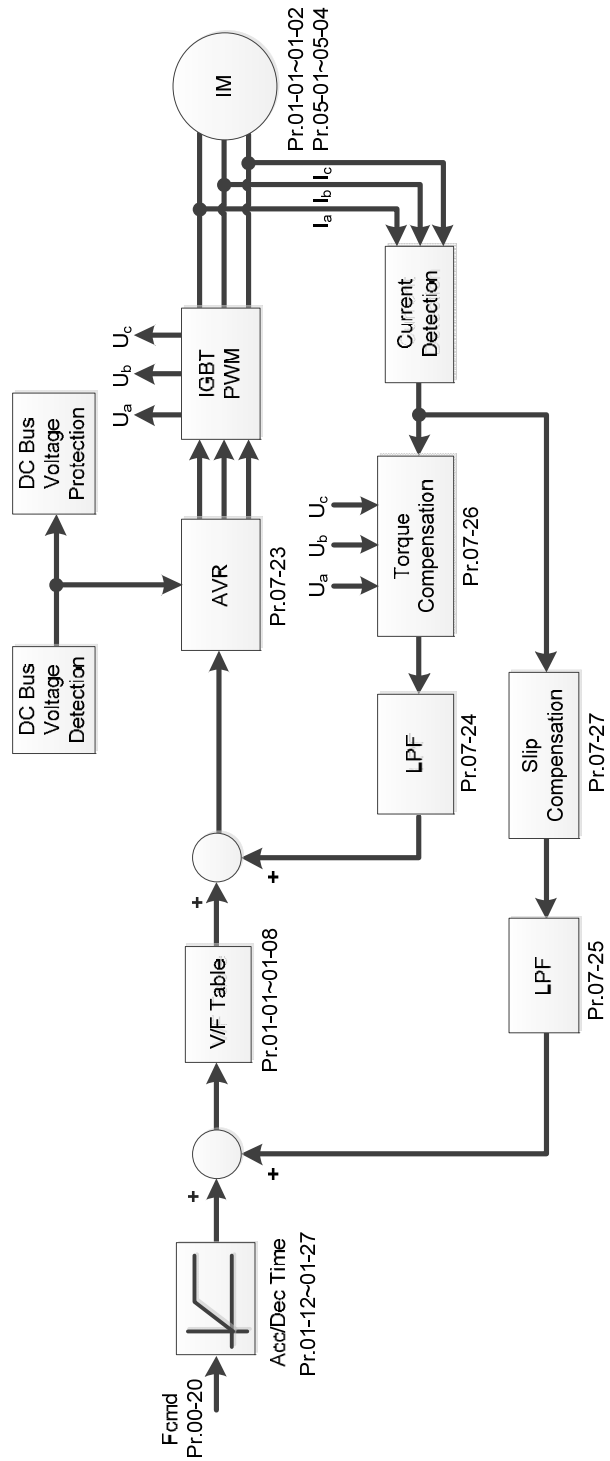 Fcmd
Pr.00-20
Acc/Dec Time
Pr.01-12~01-27
+
+
V/F Table
Pr.01-01~01-08
+
+
DC Bus
Voltage
Detection
DC Bus
Voltage
Protection
AVR
Pr.07-23
IGBT
PWM
Ua
Ub
Uc
IM
Pr.01-01~01-02
Pr.05-01~05-04
Ia
Ib
Ic
Current
Detection
Torque
Compensation
Pr.07-26
Ua
Ub
Uc
LPF
Pr.07-24
Slip
Compensation
Pr.07-27
LPF
Pr.07-25